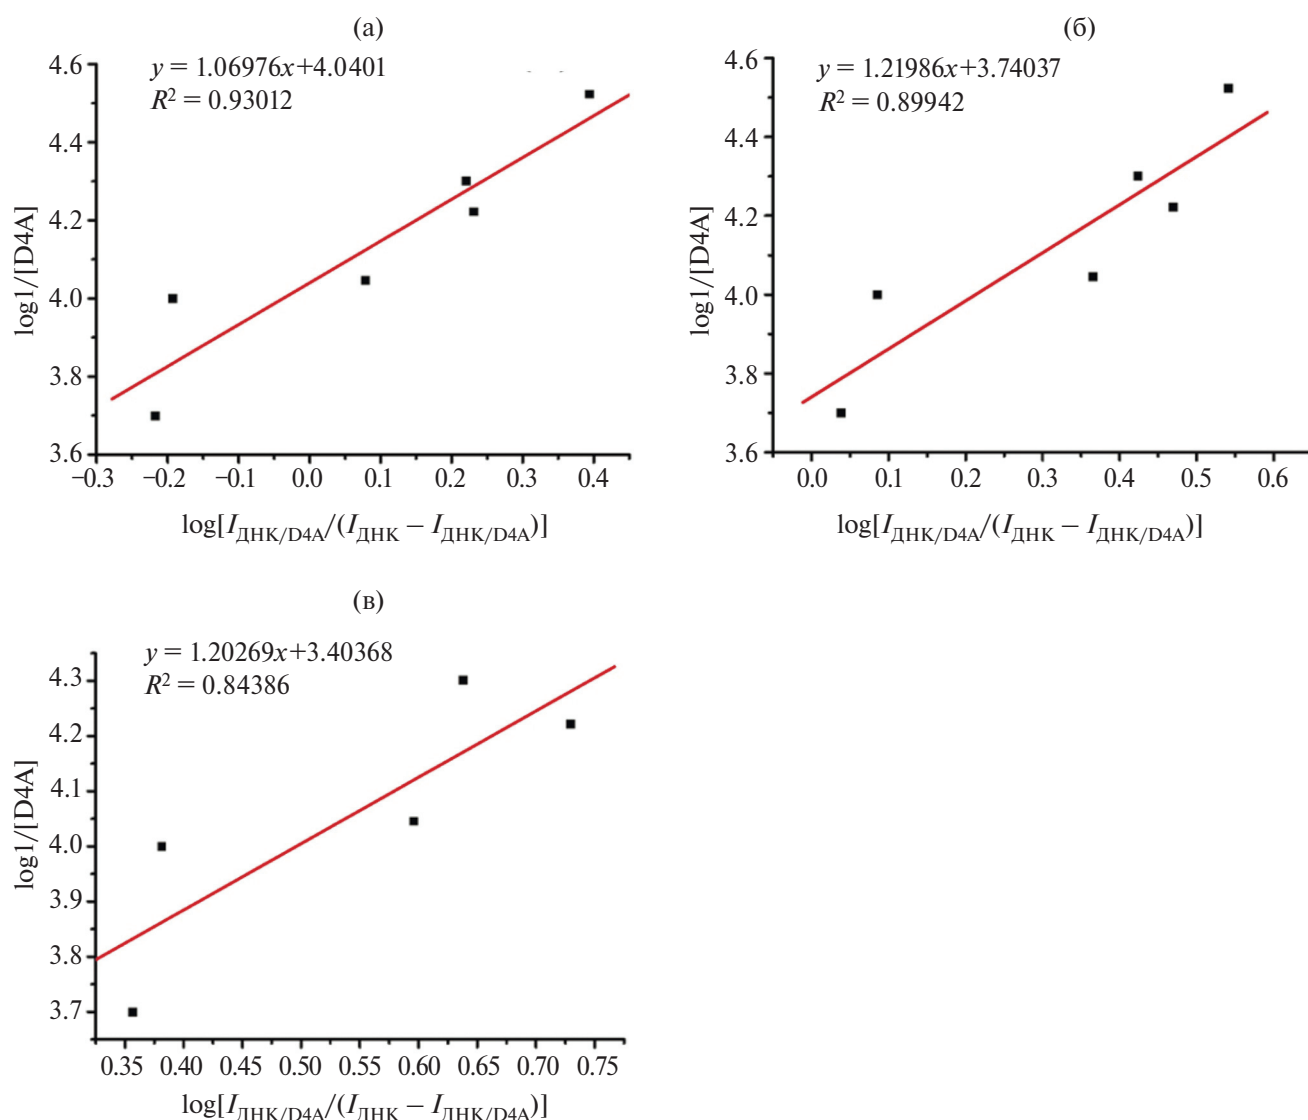 (а)
y = 1.06976x+4.0401
R² = 0.93012
4.6
4.4
4.2
4.0
3.8
3.6
log1/[D4A]
−0.3 −0.2 −0.1 0.0 0.1 0.2 0.3 0.4
log[I_ДНК/D4A/(I_ДНК − I_ДНК/D4A)]
(б)
y = 1.21986x+3.74037
R² = 0.89942
4.6
4.4
4.2
4.0
3.8
3.6
log1/[D4A]
0.0 0.1 0.2 0.3 0.4 0.5 0.6
log[I_ДНК/D4A/(I_ДНК − I_ДНК/D4A)]
(в)
y = 1.20269x+3.40368
R² = 0.84386
4.3
4.2
4.1
4.0
3.9
3.8
3.7
log1/[D4A]
0.35 0.40 0.45 0.50 0.55 0.60 0.65 0.70 0.75
log[I_ДНК/D4A/(I_ДНК − I_ДНК/D4A)]